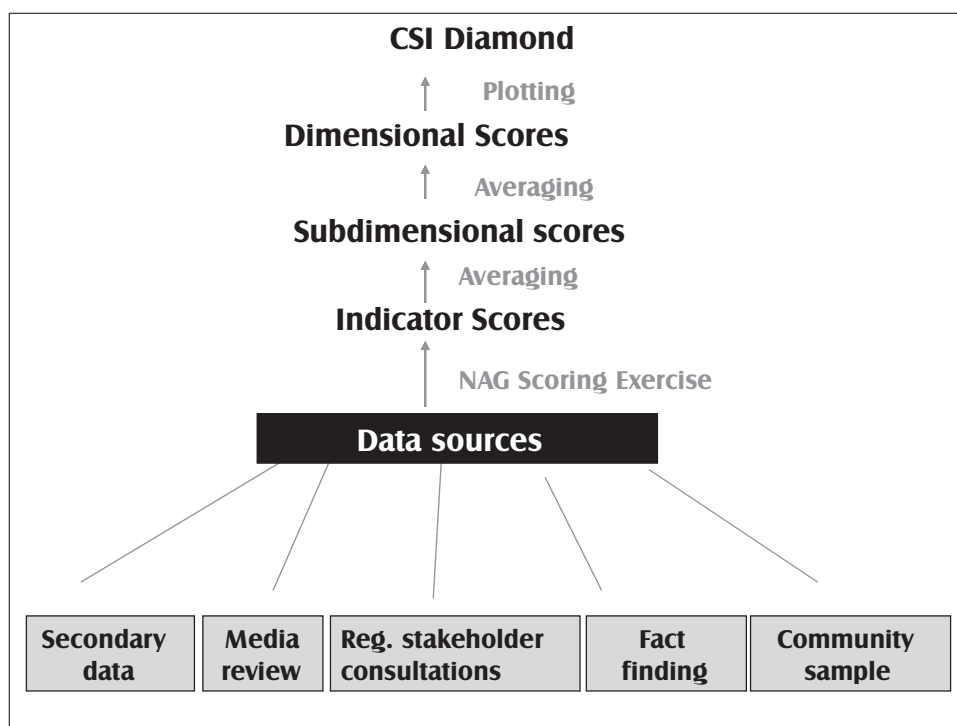 CSI Diamond
Plotting
Dimensional Scores
Averaging
Subdimensional scores
Averaging
Indicator Scores
NAG Scoring Exercise
Data sources
Secondary
data
Media
review
Reg. stakeholder
consultations
Fact
finding
Community
sample